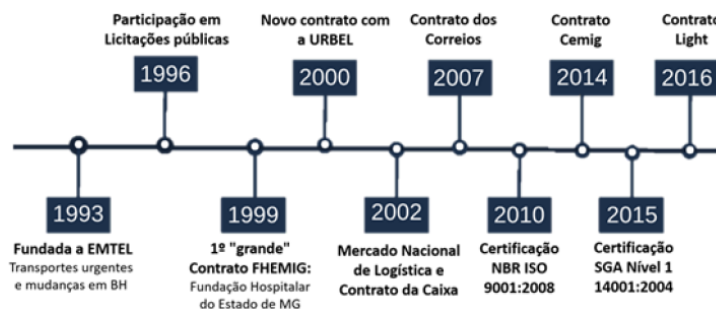 Participação em
Licitações públicas
1996
Novo contrato com
a URBEL
2000
Contrato dos
Correios
2007
Contrato
Cemig
2014
Contrato
Light
2016
1993
Fundada a EMTEL
Transportes urgentes
e mudanças em BH
1999
1º "grande"
Contrato FHEMIG:
Fundação Hospitalar
do Estado de MG
2002
Mercado Nacional
de Logística e
Contrato da Caixa
2010
Certificação
NBR ISO
9001:2008
2015
Certificação
SGA Nível 1
14001:2004